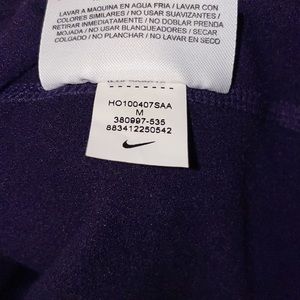 LAVAR A MAQUINA EN AGUA FRIA / CON
COLORES SIMILARES / NO USAR SUAVIZANTES /
RETIRAR INMEDIATAMENTE / NO DOBLAR PRENDA
MOJADA / NO USAR BLANQUEADORES / SECAR
COLGADO / NO PLANCHAR / NO LAVAR EN SECO
HO100407SAA
M
380997-535
883412250542